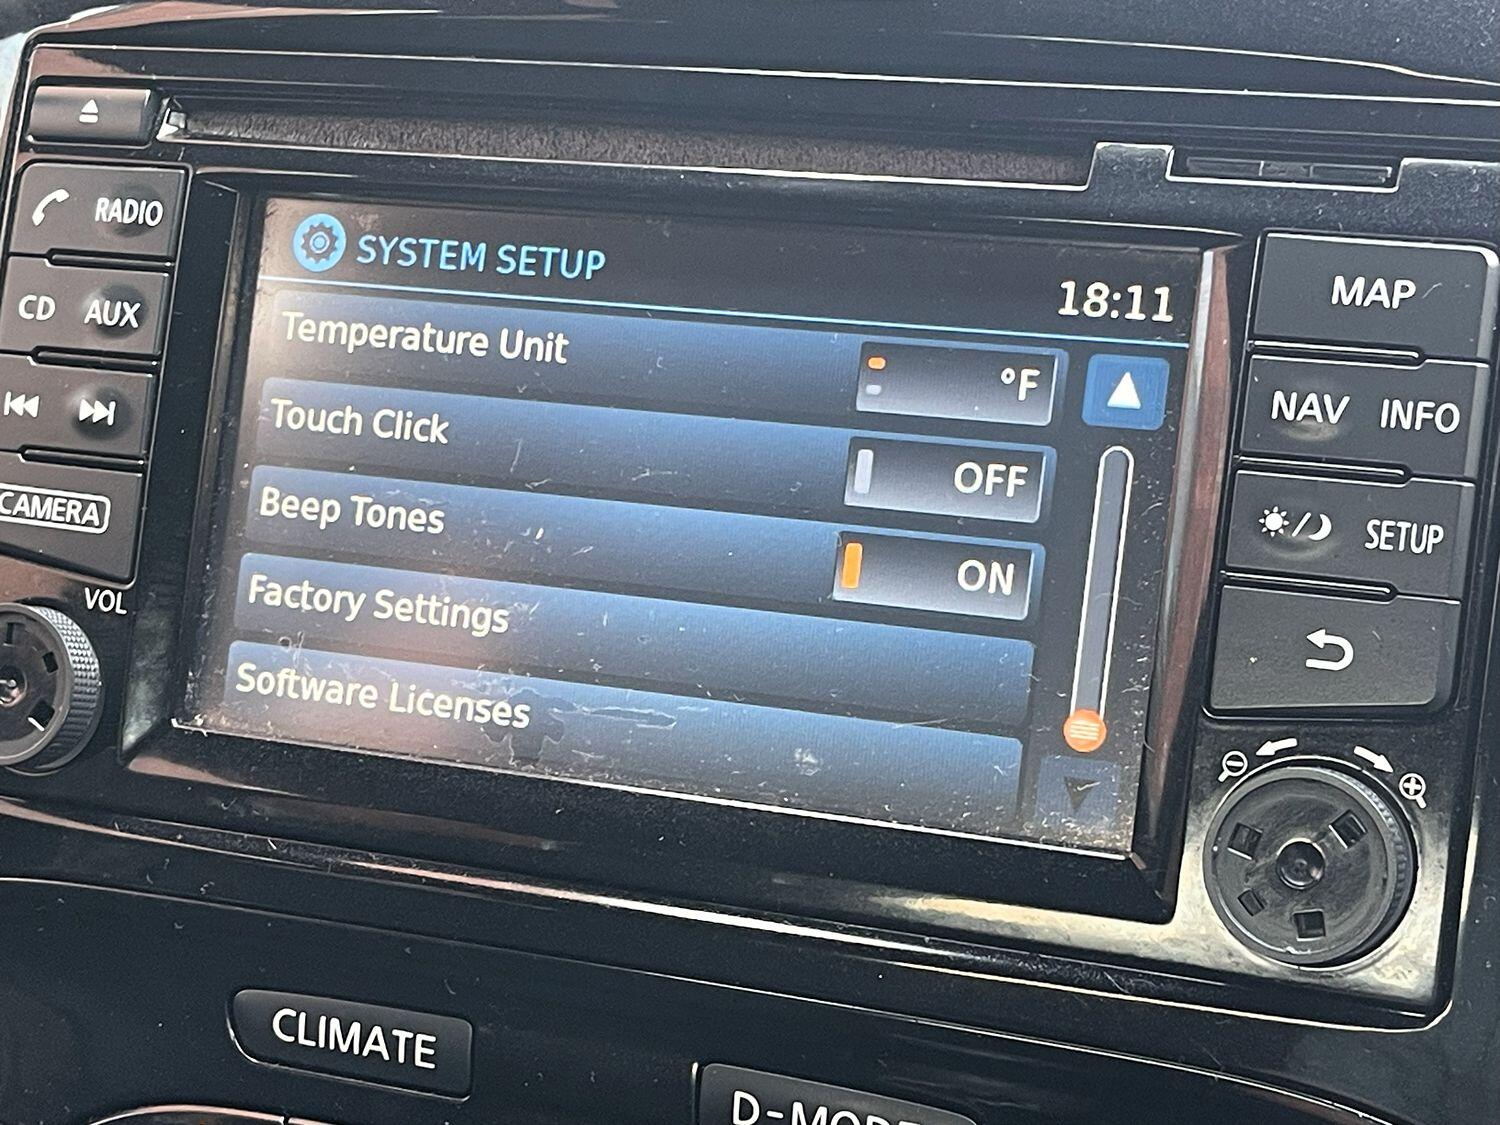 RADIO
CD AUX
CAMERA
VOL
SYSTEM SETUP
18:11
Temperature Unit °F
Touch Click OFF
Beep Tones ON
Factory Settings
Software Licenses
MAP
NAV INFO
SETUP
CLIMATE
D-MODE